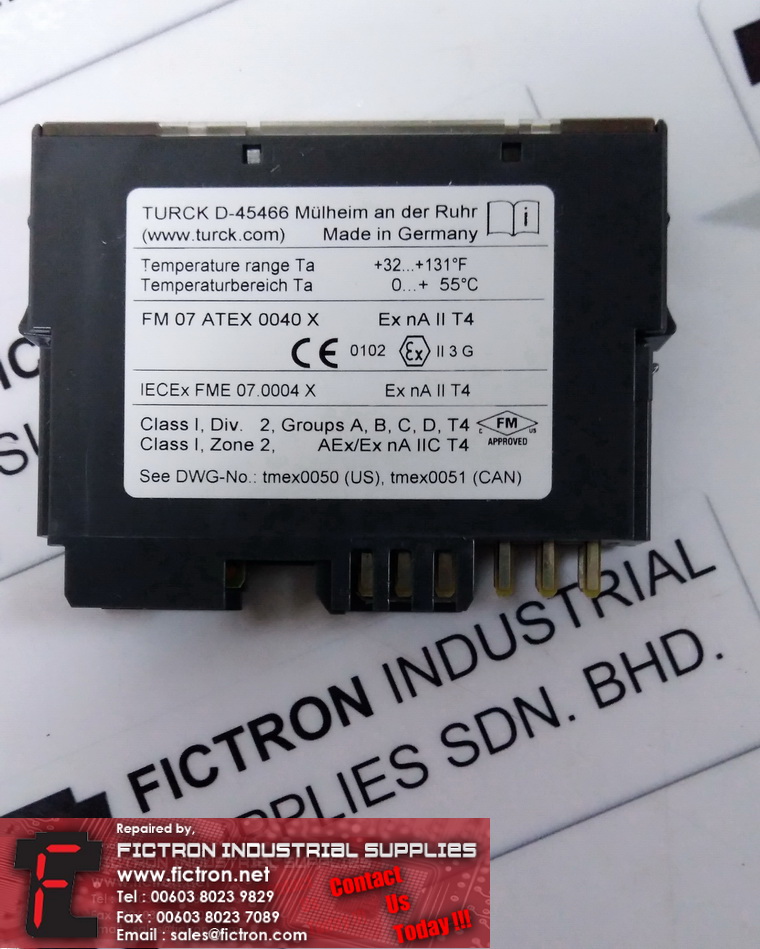 TURCK D-45466 Mülheim an der Ruhr
(www.turck.com) Made in Germany
i
Temperature range Ta +32...+131°F
Temperaturbereich Ta 0...+ 55°C
FM 07 ATEX 0040 X Ex nA II T4
CE 0102 Ex II 3 G
IECEx FME 07.0004 X Ex nA II T4
Class I, Div. 2, Groups A, B, C, D, T4
Class I, Zone 2, AEx/Ex nA IIC T4
C FM US
APPROVED
See DWG-No.: tmex0050 (US), tmex0051 (CAN)
FICTRON INDUSTRIAL
PPLIES SDN. BHD.
Repaired by,
FICTRON INDUSTRIAL SUPPLIES
www.fictron.net
Tel : 00603 8023 9829
Fax : 00603 8023 7089
Email : sales@fictron.com
Contact
Us
Today !!!